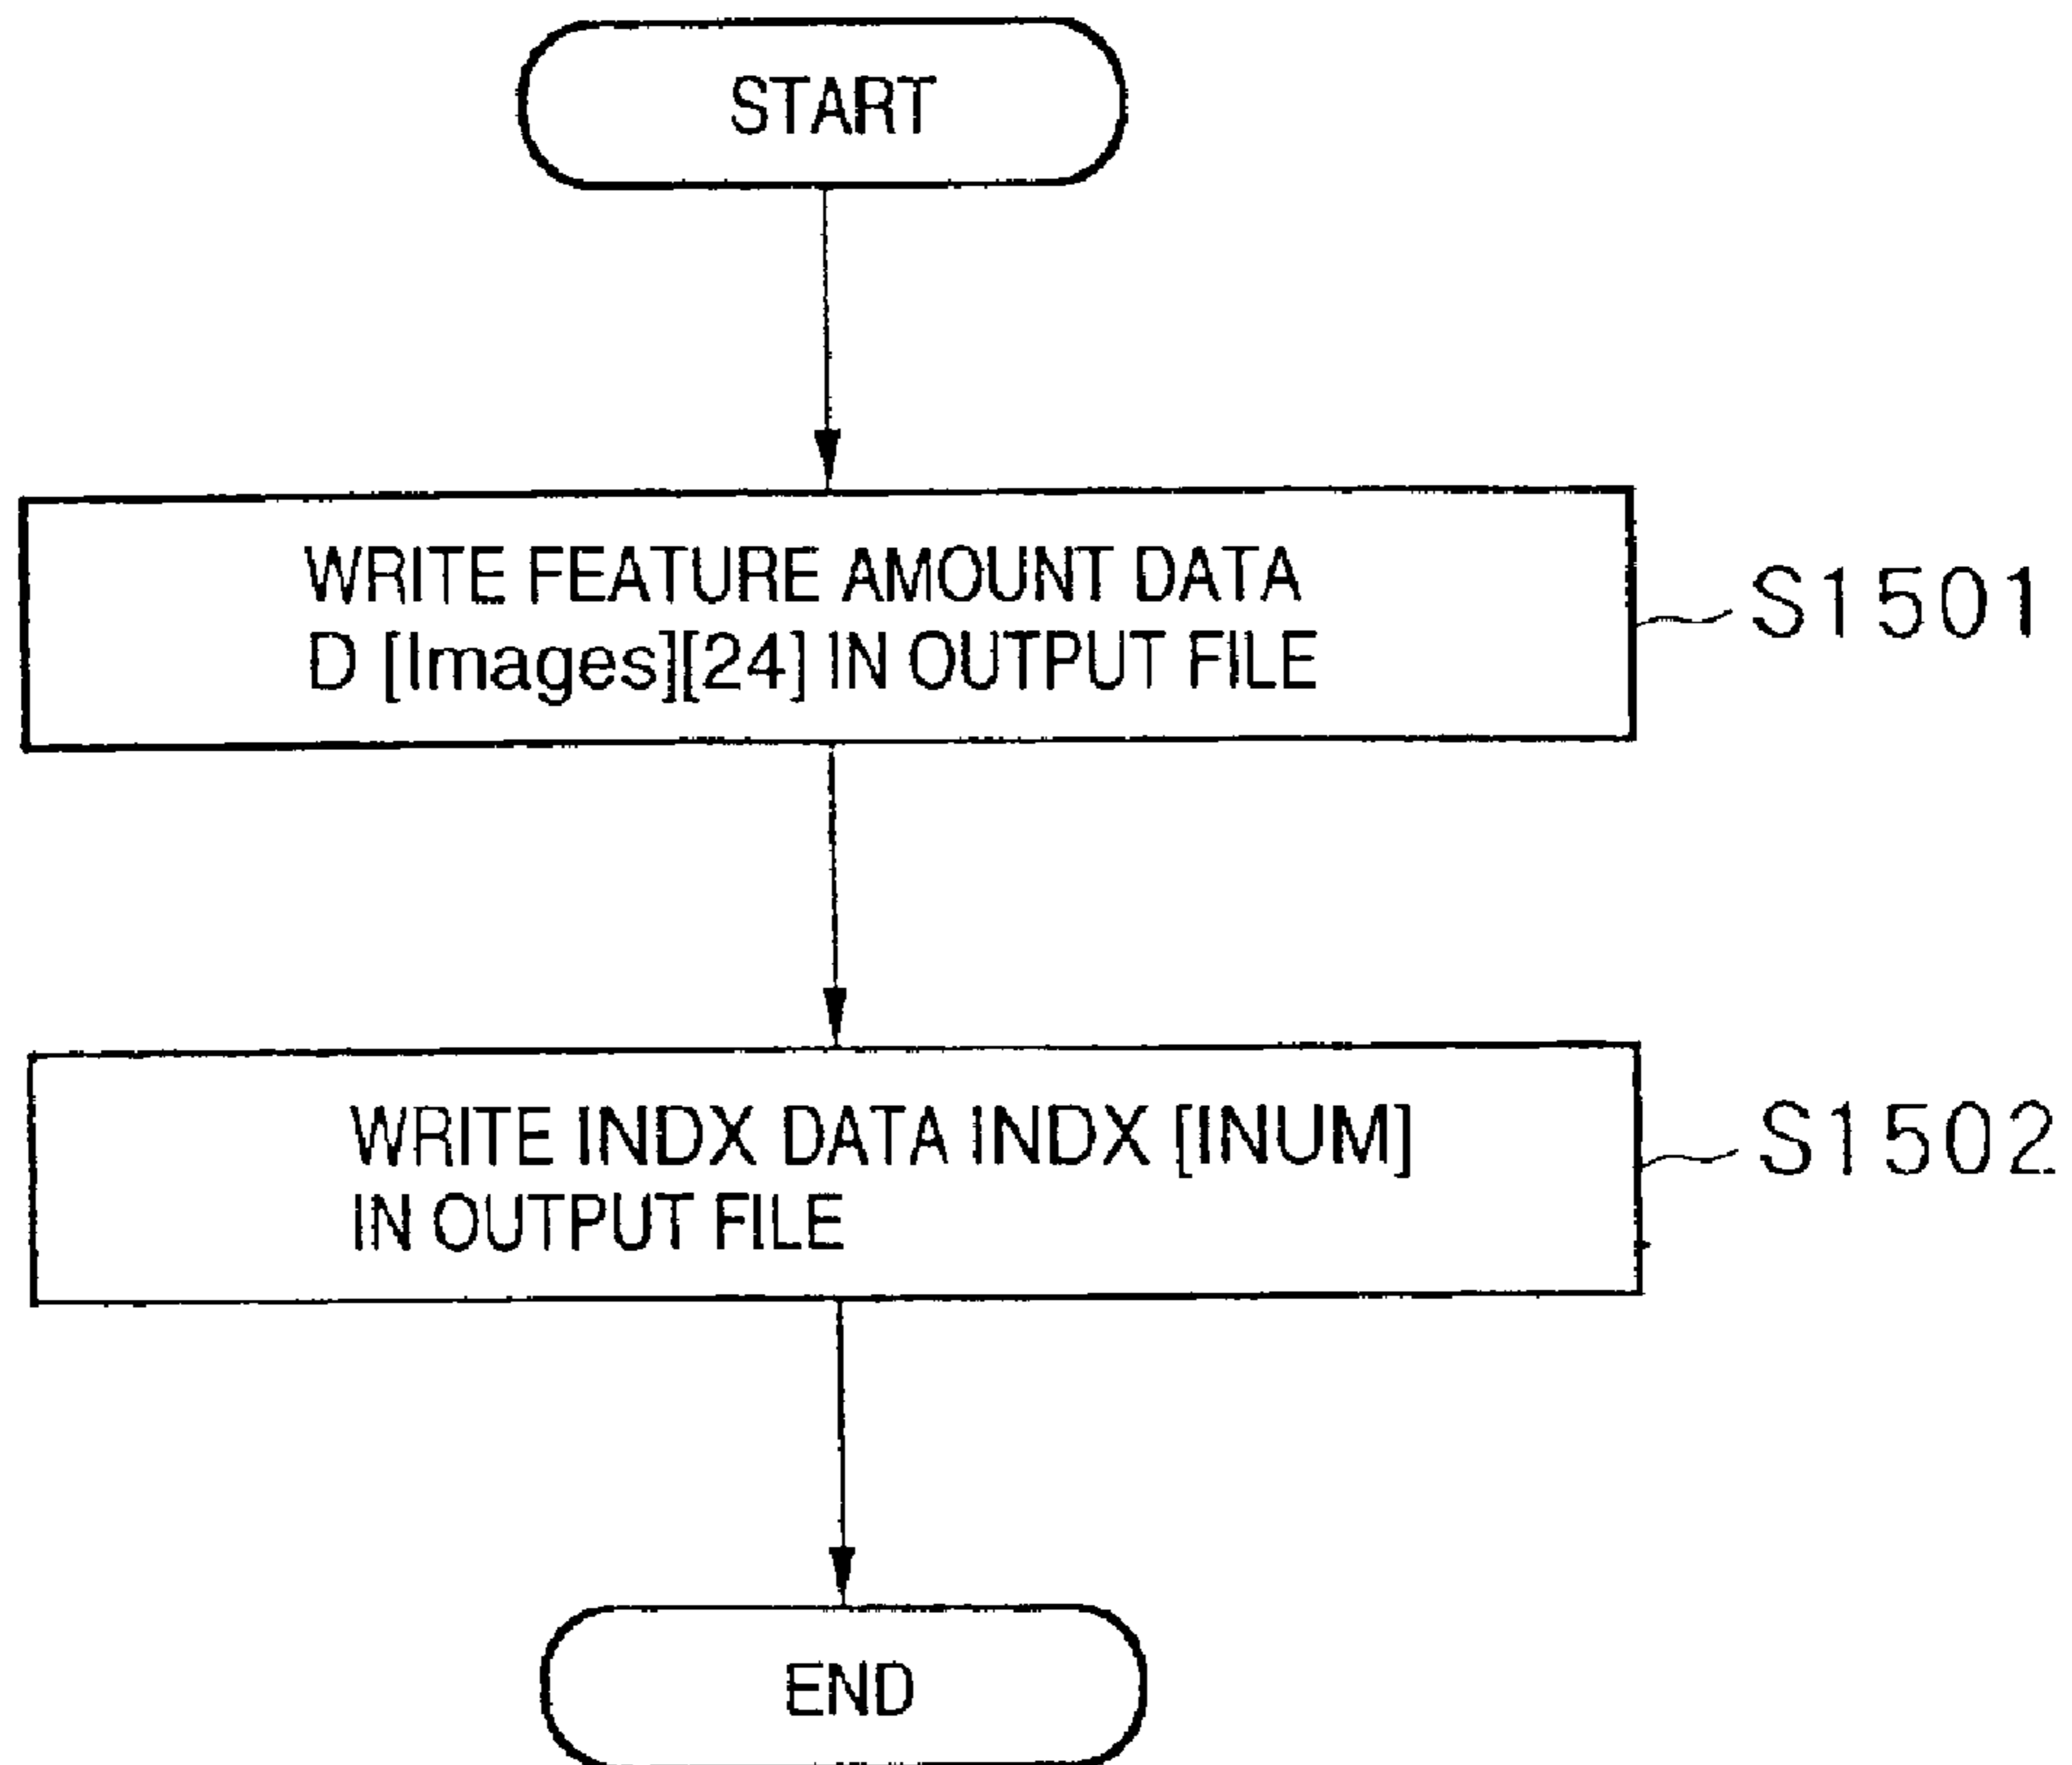 START
WRITE FEATURE AMOUNT DATA
D [Images][24] IN OUTPUT FILE
S1501
WRITE INDX DATA INDX [INUM]
IN OUTPUT FILE
S1502
END